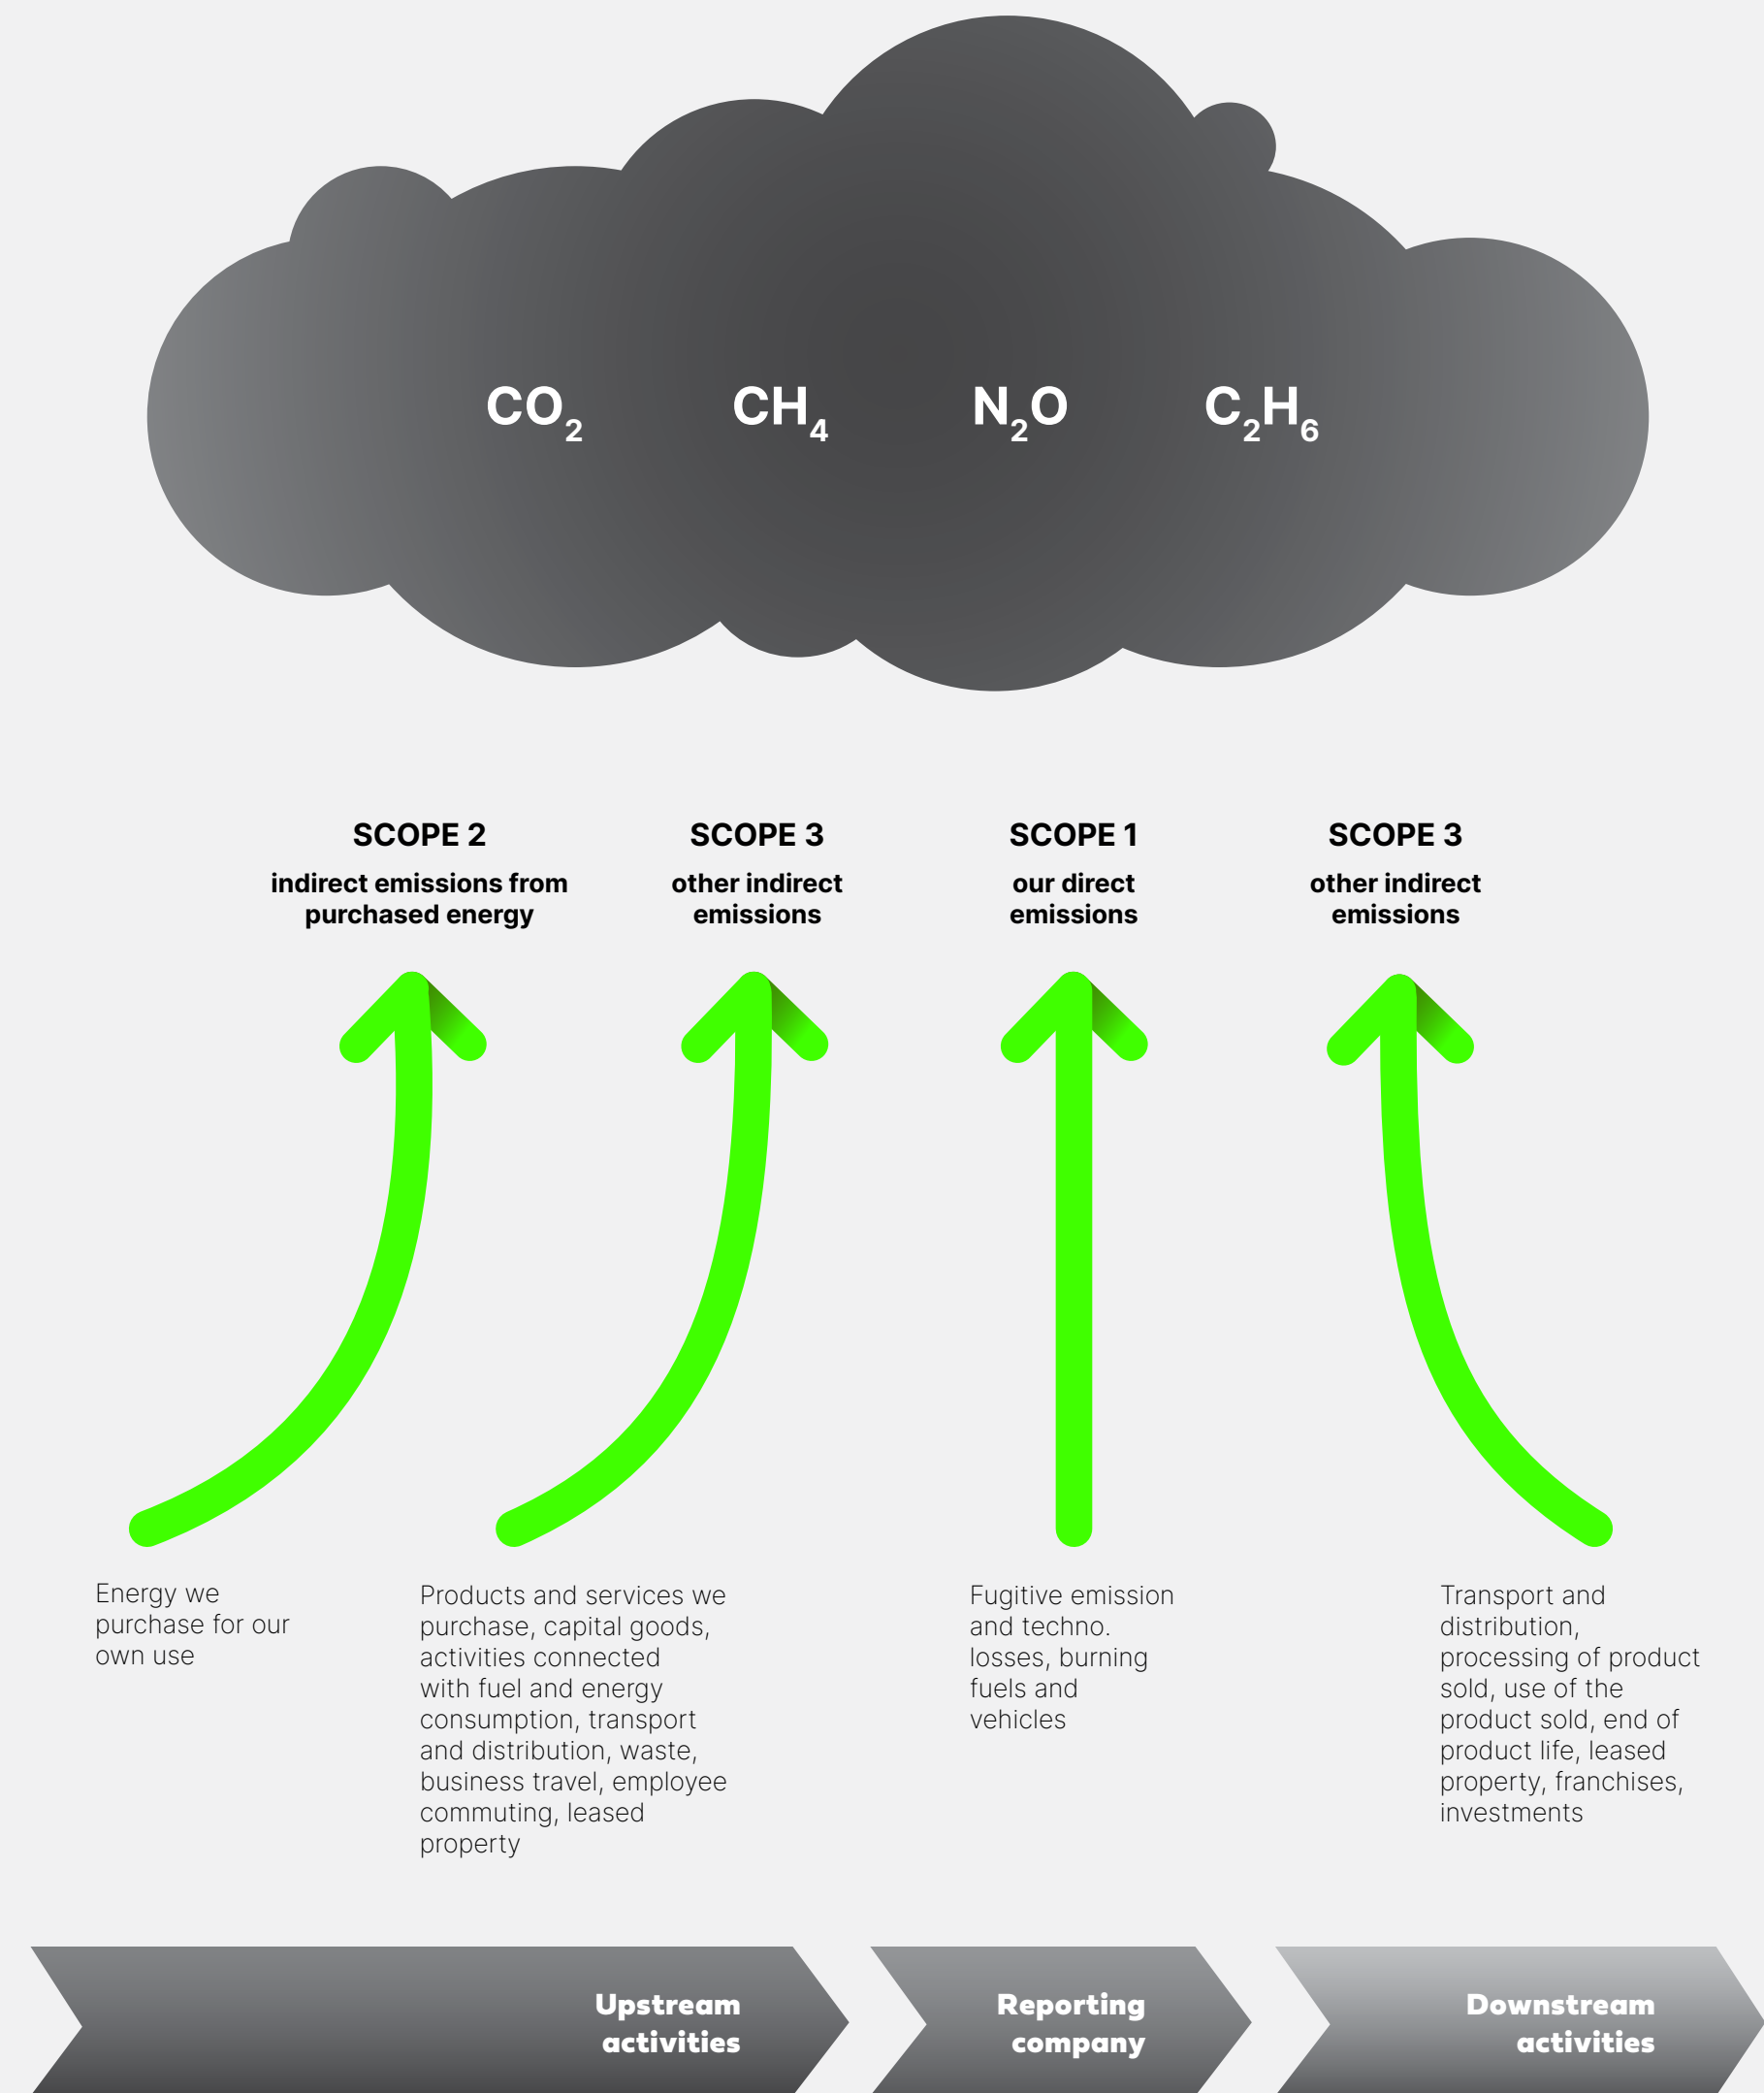 CO₂ CH₄ N₂O C₂H₆
SCOPE 2
indirect emissions from
purchased energy
SCOPE 3
other indirect
emissions
SCOPE 1
our direct
emissions
SCOPE 3
other indirect
emissions
Energy we
purchase for our
own use
Products and services we
purchase, capital goods,
activities connected
with fuel and energy
consumption, transport
and distribution, waste,
business travel, employee
commuting, leased
property
Fugitive emission
and techno.
losses, burning
fuels and
vehicles
Transport and
distribution,
processing of product
sold, use of the
product sold, end of
product life, leased
property, franchises,
investments
Upstream
activities
Reporting
company
Downstream
activities